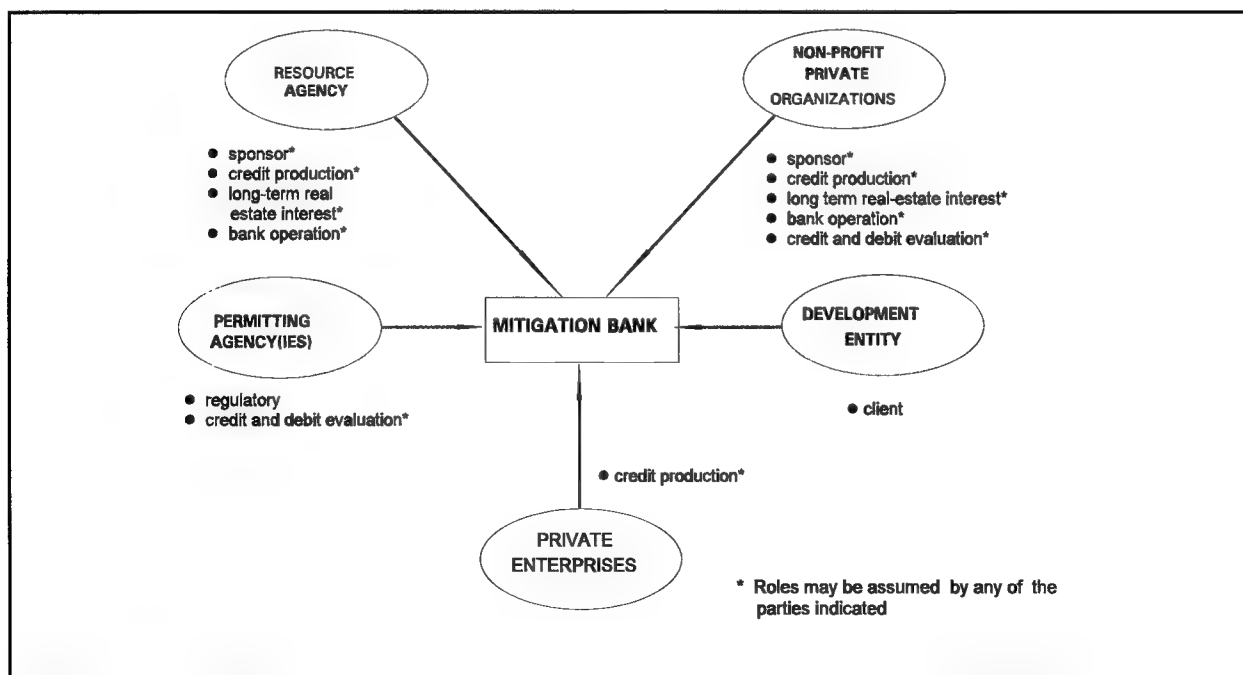 RESOURCE
AGENCY
● sponsor*
● credit production*
● long-term real
estate interest*
● bank operation*
NON-PROFIT
PRIVATE
ORGANIZATIONS
● sponsor*
● credit production*
● long term real-estate interest*
● bank operation*
● credit and debit evaluation*
PERMITTING
AGENCY(IES)
● regulatory
● credit and debit evaluation*
MITIGATION BANK
DEVELOPMENT
ENTITY
● client
● credit production*
PRIVATE
ENTERPRISES
* Roles may be assumed by any of the
parties indicated